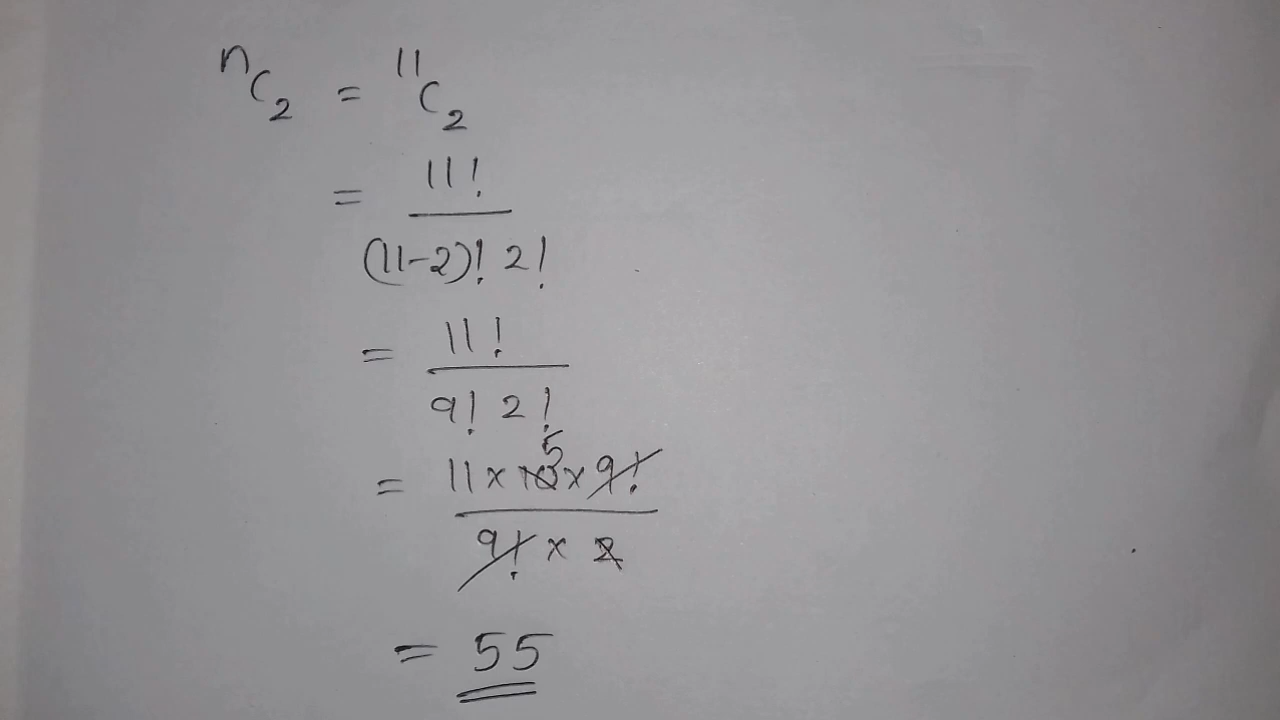 ⁿC₂ = ¹¹C₂
= 11! / (11-2)! 2!
= 11! / 9! 2!
= 11 x 10 5 x 9! / 9! x 2
= 55